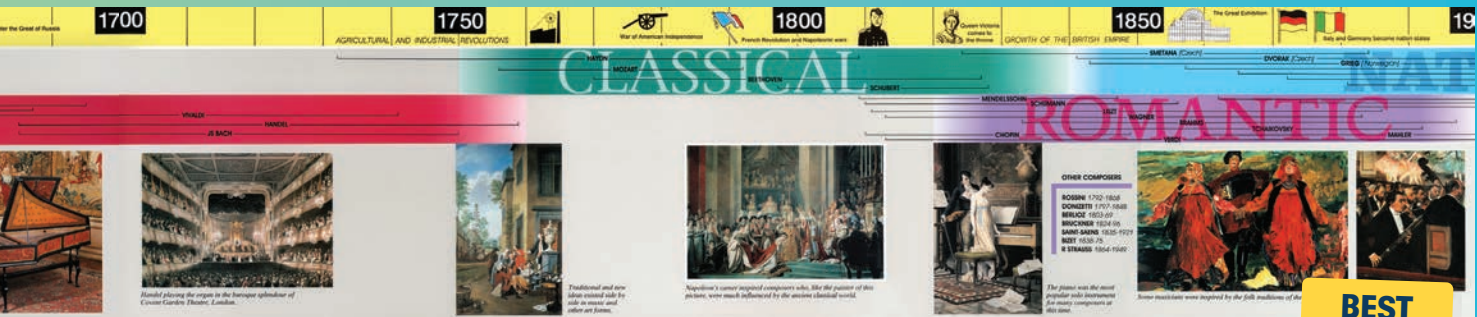 ter the Great of Russia
1700
AGRICULTURAL AND INDUSTRIAL REVOLUTIONS
1750
War of American Independence
French Revolution and Napoleonic wars
1800
Queen Victoria
comes to
the throne
GROWTH OF THE BRITISH EMPIRE
1850
The Great Exhibition
Italy and Germany become nation states
19
CLASSICAL
HAYDN
MOZART
BEETHOVEN
SCHUBERT
SMETANA (Czech)
DVORAK (Czech)
GRIEG (Norwegian)
NAT
VIVALDI
HANDEL
JS BACH
ROMANTIC
MENDELSSOHN
SCHUMANN
LISZT
WAGNER
BRAHMS
TCHAIKOVSKY
CHOPIN
VERDI
MAHLER
Handel playing the organ in the baroque splendour of
Covent Garden Theatre, London.
Traditional and new
ideas existed side by
side in music and
other art forms.
Napoleon's career inspired composers who, like the painter of this
picture, were much influenced by the ancient classical world.
The piano was the most
popular solo instrument
for many composers at
this time.
OTHER COMPOSERS
ROSSINI 1792-1868
DONIZETTI 1797-1848
BERLIOZ 1803-69
BRUCKNER 1824-96
SAINT-SAENS 1835-1921
BIZET 1838-75
R STRAUSS 1864-1949
Some musicians were inspired by the folk traditions of the
BEST